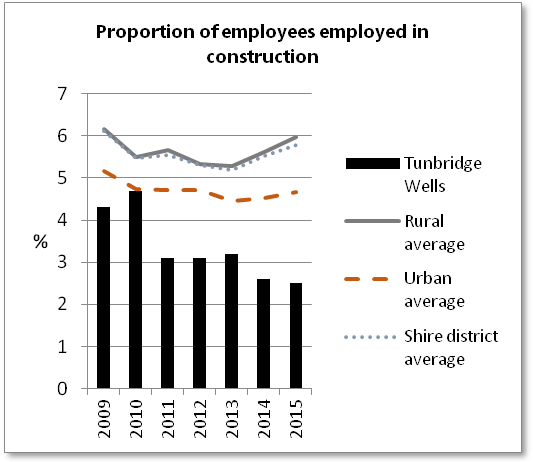 Proportion of employees employed in
construction
7
6
5
4
3
2
1
0
%
2009
2010
2011
2012
2013
2014
2015
Tunbridge
Wells
Rural
average
Urban
average
Shire district
average